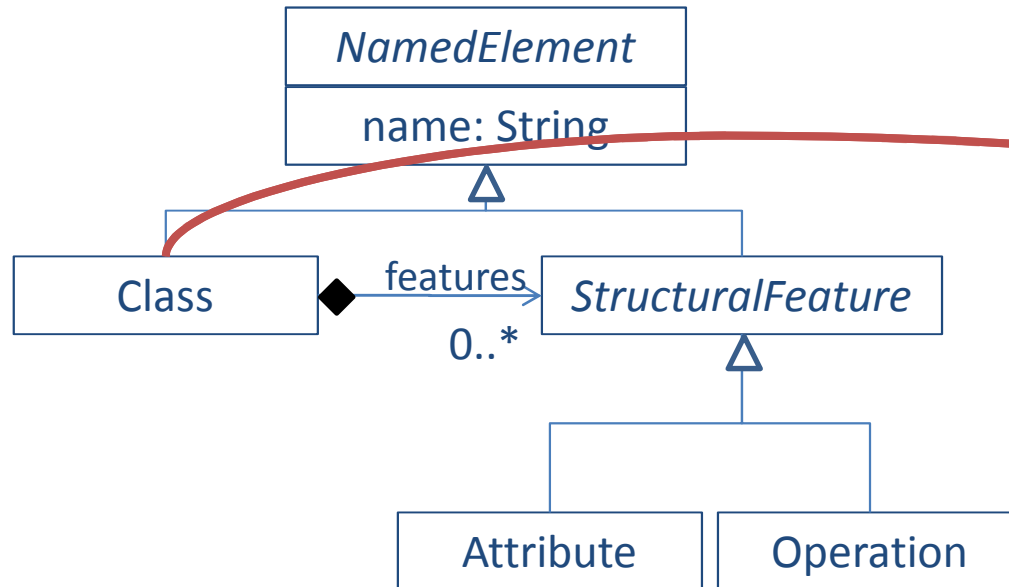 NamedElement
name: String
Class
features
0..*
StructuralFeature
Attribute
Operation